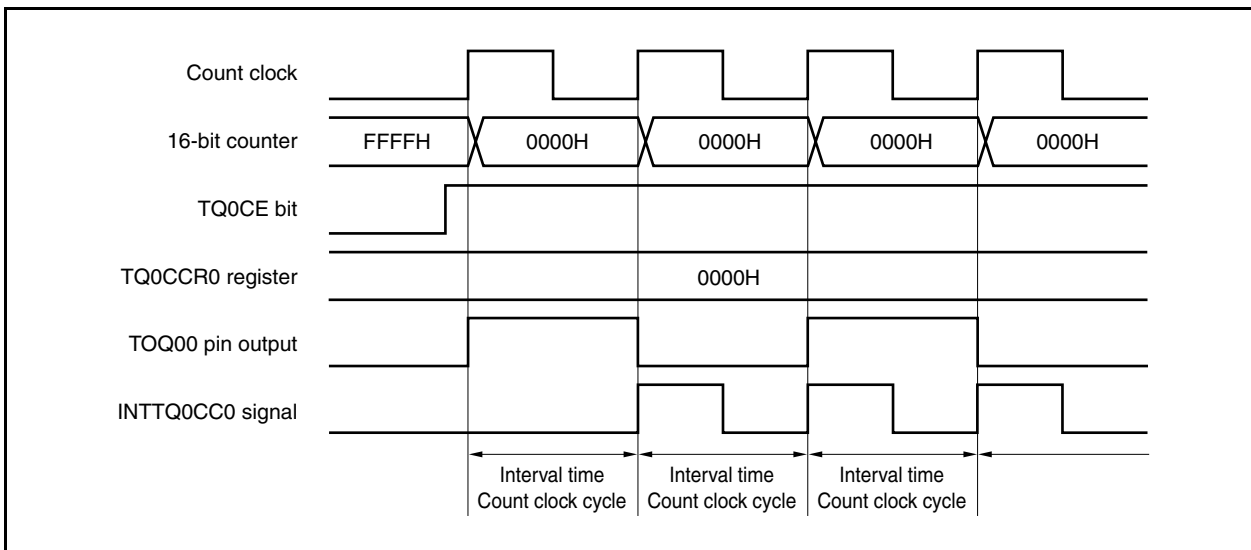 Count clock
16-bit counter
FFFFH 0000H 0000H 0000H 0000H
TQ0CE bit
TQ0CCR0 register
0000H
TOQ00 pin output
INTTQ0CC0 signal
Interval time Interval time Interval time
Count clock cycle Count clock cycle Count clock cycle